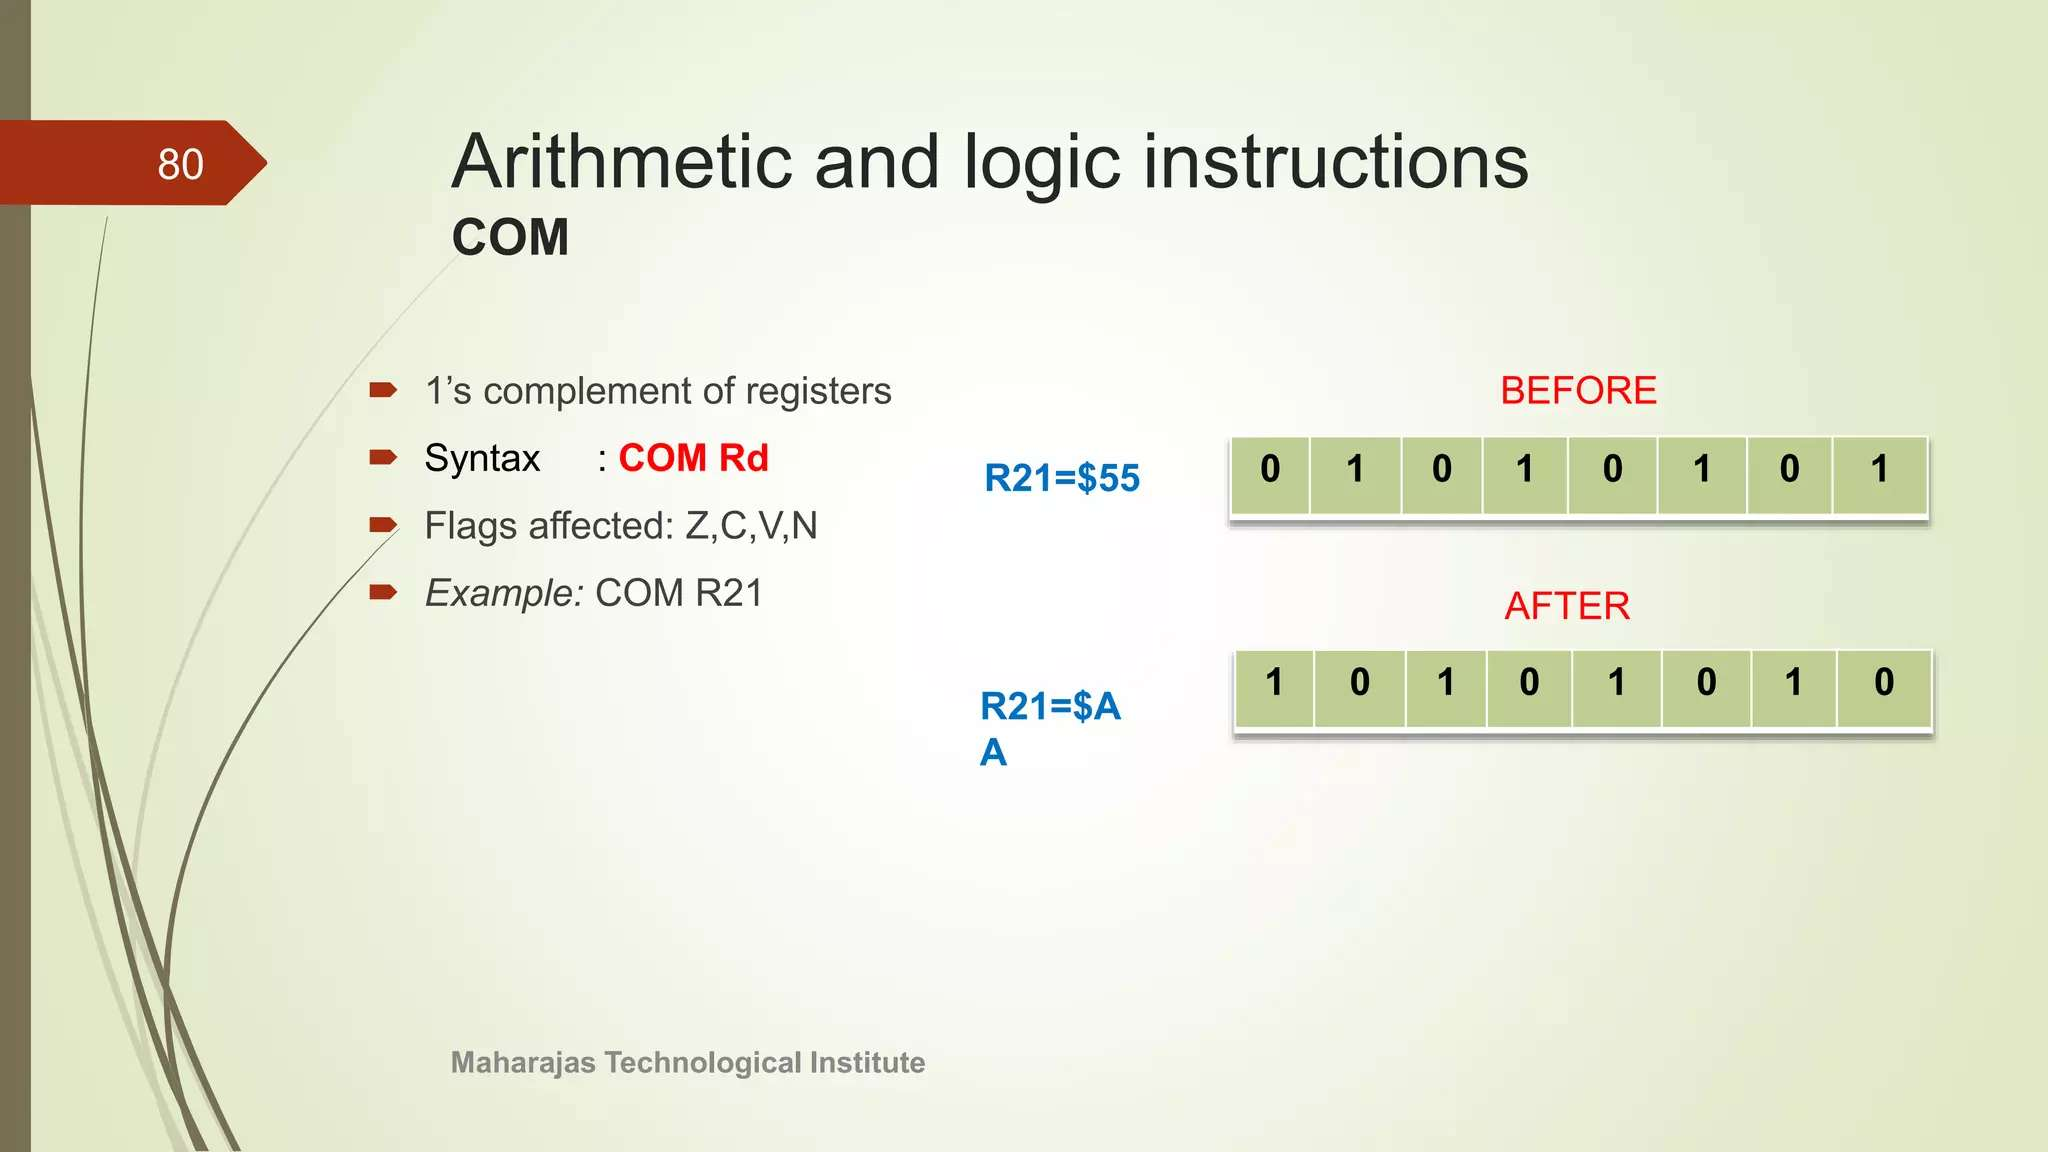 80
Arithmetic and logic instructions
COM
1’s complement of registers
Syntax : COM Rd
Flags affected: Z,C,V,N
Example: COM R21
BEFORE
R21=$55
0 1 0 1 0 1 0 1
AFTER
R21=$A
A
1 0 1 0 1 0 1 0
Maharajas Technological Institute